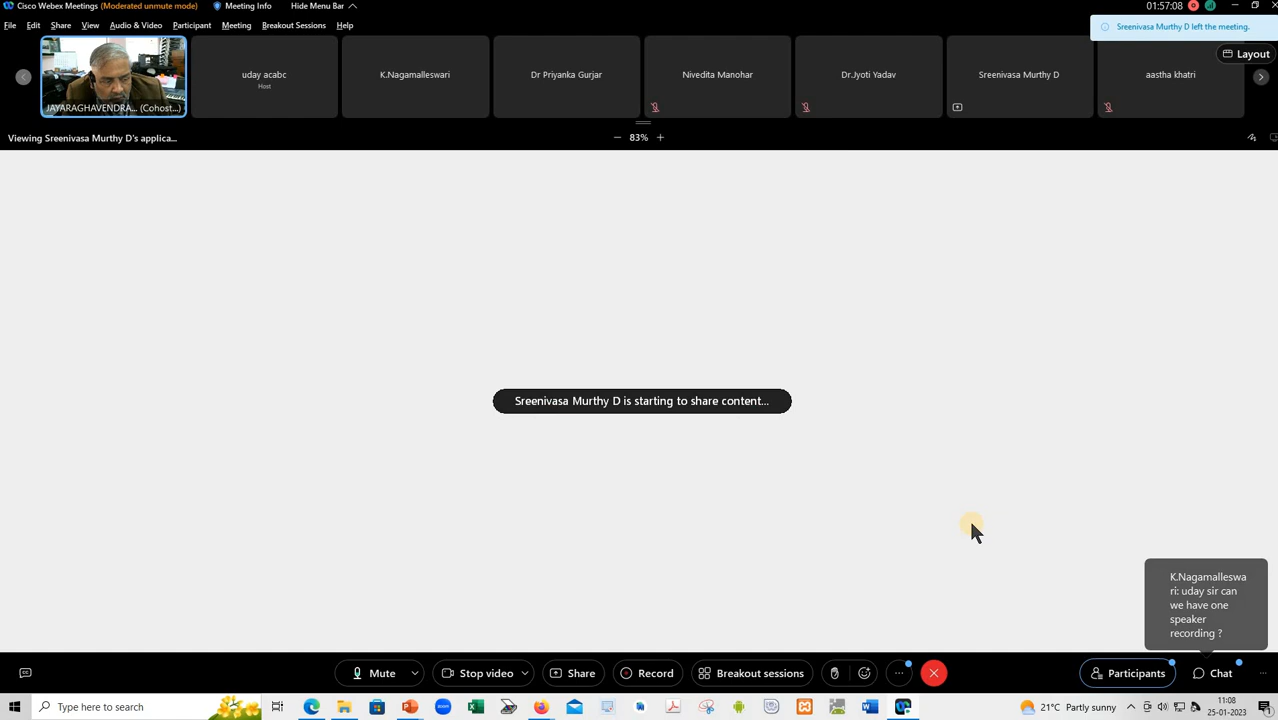 Cisco Webex Meetings (Moderated unmute mode) Meeting Info Hide Menu Bar 01:57:08
File Edit Share View Audio & Video Participant Meeting Breakout Sessions Help
Sreenivasa Murthy D left the meeting.
Layout
JAYARAGHAVENDRA... (Cohost...)
uday acabc
Host
K.Nagamalleswari
Dr Priyanka Gurjar
Nivedita Manohar
Dr.Jyoti Yadav
Sreenivasa Murthy D
aastha khatri
Viewing Sreenivasa Murthy D's applica... 83%
Sreenivasa Murthy D is starting to share content...
K.Nagamalleswa
ri: uday sir can
we have one
speaker
recording ?
Mute Stop video Share Record Breakout sessions Participants Chat
Type here to search
21°C Partly sunny
11:08
25-01-2023